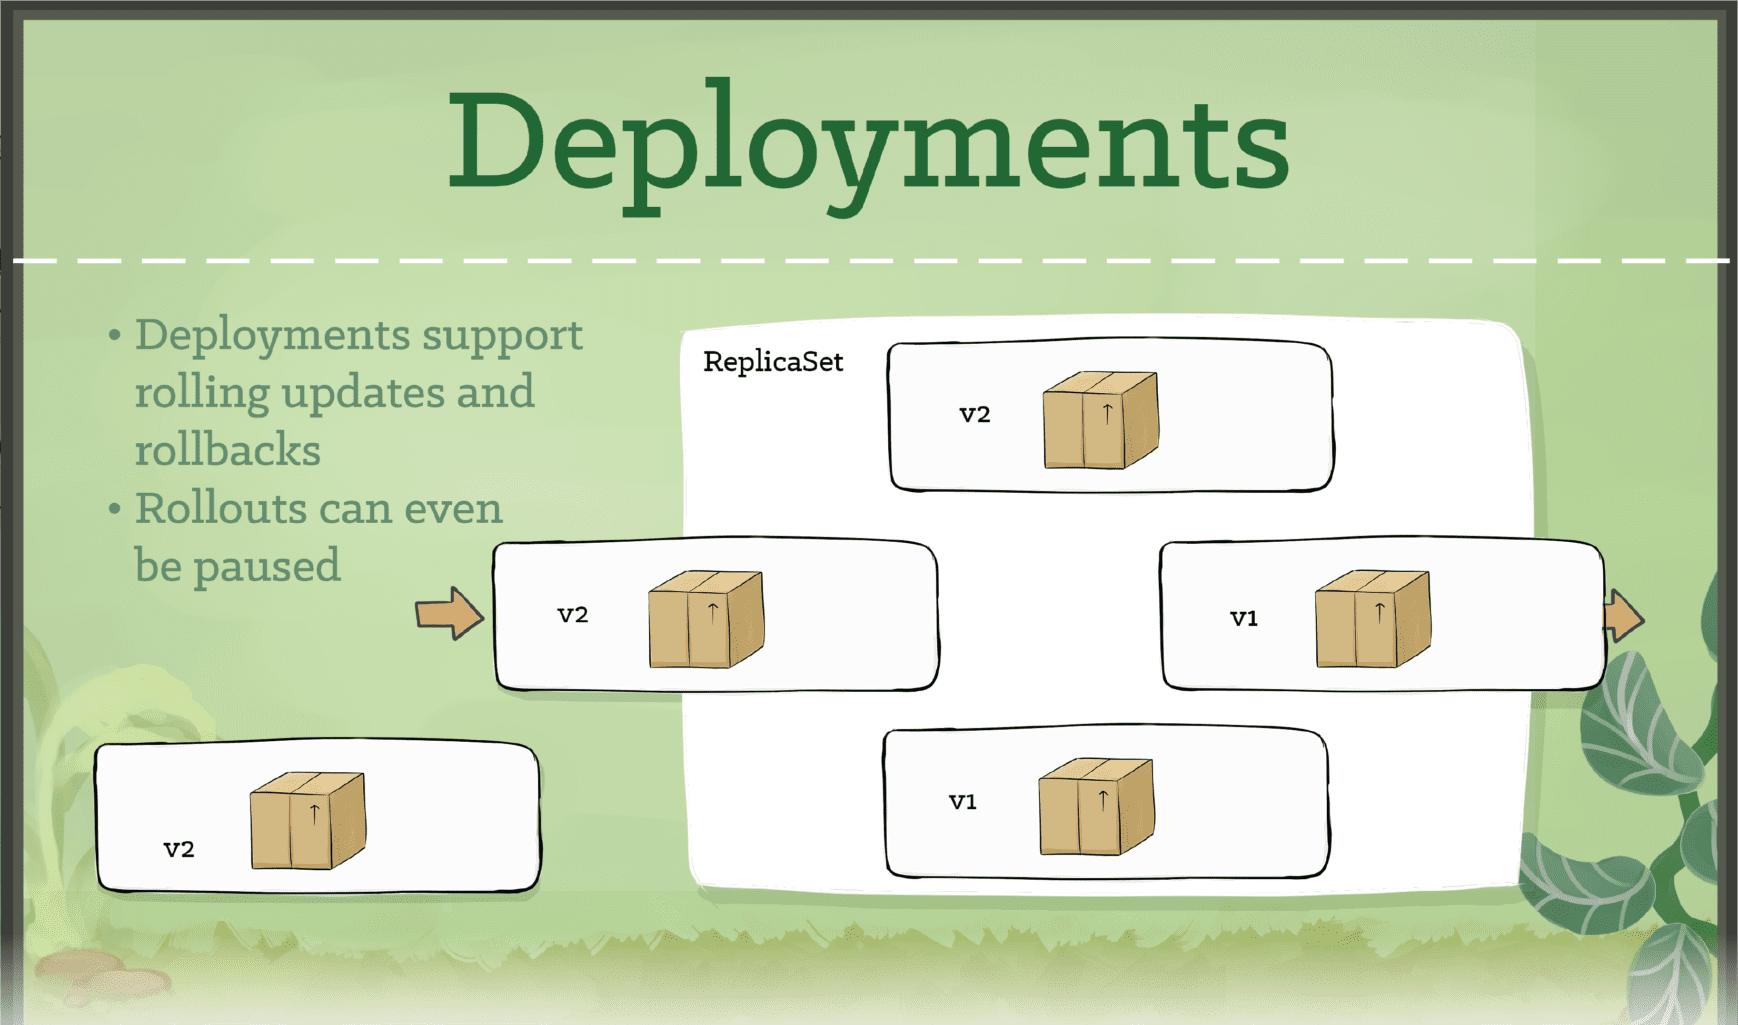 Deployments
• Deployments support
rolling updates and
rollbacks
• Rollouts can even
be paused
ReplicaSet
v2
v2
v1
v1
v2